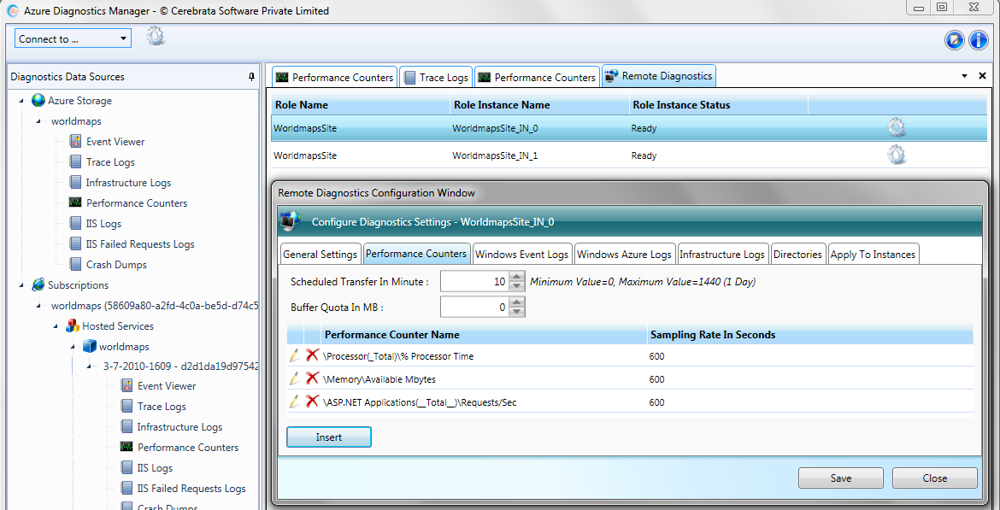 Azure Diagnostics Manager - © Cerebrata Software Private Limited
Connect to ...
Diagnostics Data Sources
Azure Storage
worldmaps
Event Viewer
Trace Logs
Infrastructure Logs
Performance Counters
IIS Logs
IIS Failed Requests Logs
Crash Dumps
Subscriptions
worldmaps (58609a80-a2fd-4c0a-be5d-d74c5
Hosted Services
worldmaps
3-7-2010-1609 - d2d1da19d97542
Event Viewer
Trace Logs
Infrastructure Logs
Performance Counters
IIS Logs
IIS Failed Requests Logs
Crash Dumps
Performance Counters Trace Logs Performance Counters Remote Diagnostics
Role Name Role Instance Name Role Instance Status
WorldmapsSite WorldmapsSite_IN_0 Ready
WorldmapsSite WorldmapsSite_IN_1 Ready
Remote Diagnostics Configuration Window
Configure Diagnostics Settings - WorldmapsSite_IN_0
General Settings Performance Counters Windows Event Logs Windows Azure Logs Infrastructure Logs Directories Apply To Instances
Scheduled Transfer In Minute : 10 Minimum Value=0, Maximum Value=1440 (1 Day)
Buffer Quota In MB : 0
Performance Counter Name Sampling Rate In Seconds
\Processor(_Total)\% Processor Time 600
\Memory\Available Mbytes 600
\ASP.NET Applications(__Total__)\Requests/Sec 600
Insert
Save Close